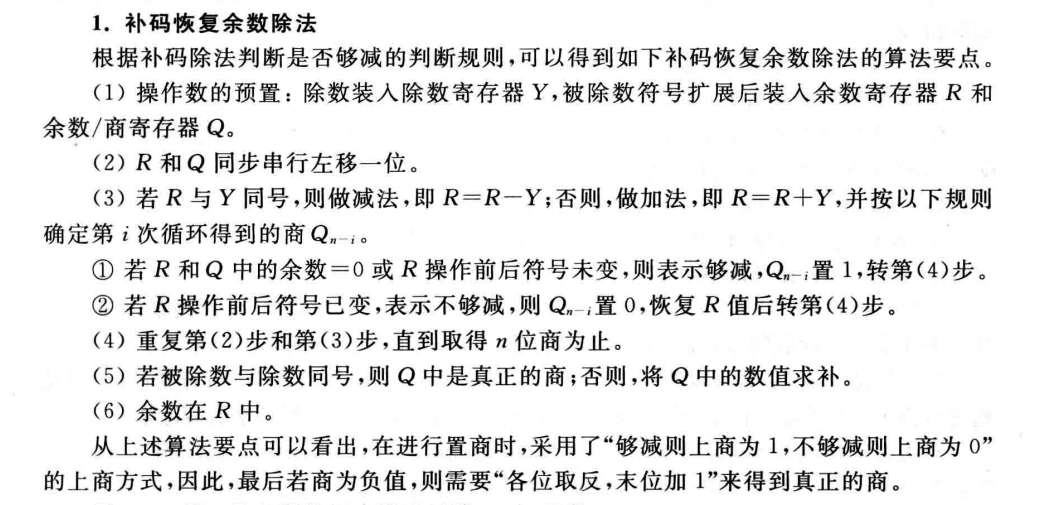 1. 补码恢复余数除法
根据补码除法判断是否够减的判断规则,可以得到如下补码恢复余数除法的算法要点。
(1) 操作数的预置:除数装入除数寄存器 Y,被除数符号扩展后装入余数寄存器 R 和
余数/商寄存器 Q。
(2) R 和 Q 同步串行左移一位。
(3) 若 R 与 Y 同号,则做减法,即 R=R−Y;否则,做加法,即 R=R+Y,并按以下规则
确定第 i 次循环得到的商 Qₙ₋ᵢ。
① 若 R 和 Q 中的余数=0 或 R 操作前后符号未变,则表示够减,Qₙ₋ᵢ置 1,转第(4)步。
② 若 R 操作前后符号已变,表示不够减,则 Qₙ₋ᵢ置 0,恢复 R 值后转第(4)步。
(4) 重复第(2)步和第(3)步,直到取得 n 位商为止。
(5) 若被除数与除数同号,则 Q 中是真正的商;否则,将 Q 中的数值求补。
(6) 余数在 R 中。
从上述算法要点可以看出,在进行置商时,采用了“够减则上商为 1,不够减则上商为 0”
的上商方式,因此,最后若商为负值,则需要“各位取反,末位加 1”来得到真正的商。